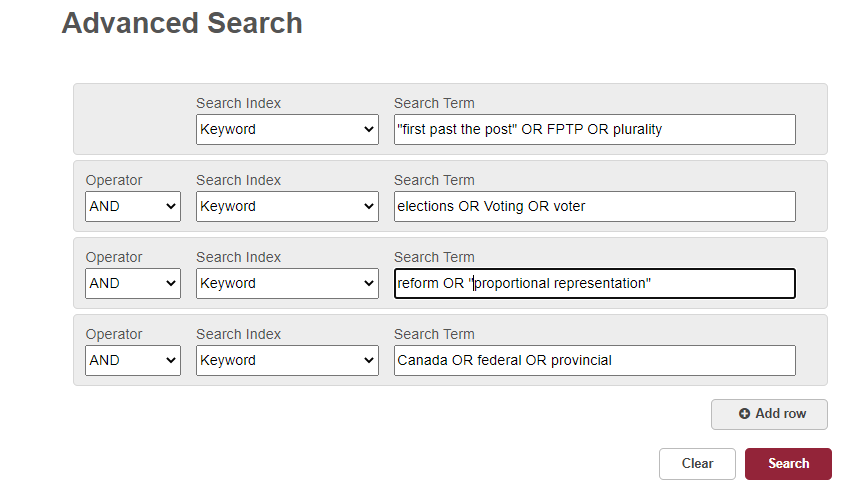 Advanced Search
Search Index Search Term
Keyword "first past the post" OR FPTP OR plurality
Operator Search Index Search Term
AND Keyword elections OR Voting OR voter
Operator Search Index Search Term
AND Keyword reform OR "proportional representation"
Operator Search Index Search Term
AND Keyword Canada OR federal OR provincial
Add row
Clear Search